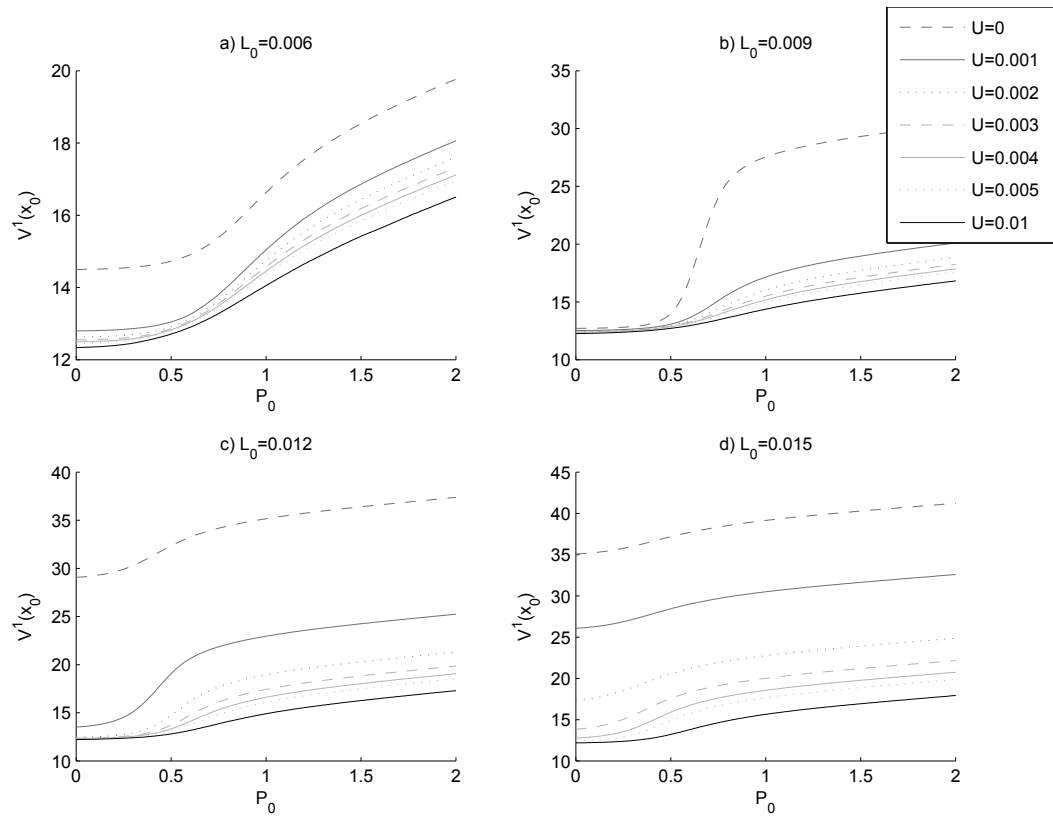 a) L₀=0.006
20
18
16
14
12
V¹(x₀)
0
0.5
1
1.5
2
P₀
b) L₀=0.009
35
30
25
20
15
10
V¹(x₀)
0
0.5
1
1.5
2
P₀
U=0
U=0.001
U=0.002
U=0.003
U=0.004
U=0.005
U=0.01
c) L₀=0.012
40
35
30
25
20
15
10
V¹(x₀)
0
0.5
1
1.5
2
P₀
d) L₀=0.015
45
40
35
30
25
20
15
10
V¹(x₀)
0
0.5
1
1.5
2
P₀